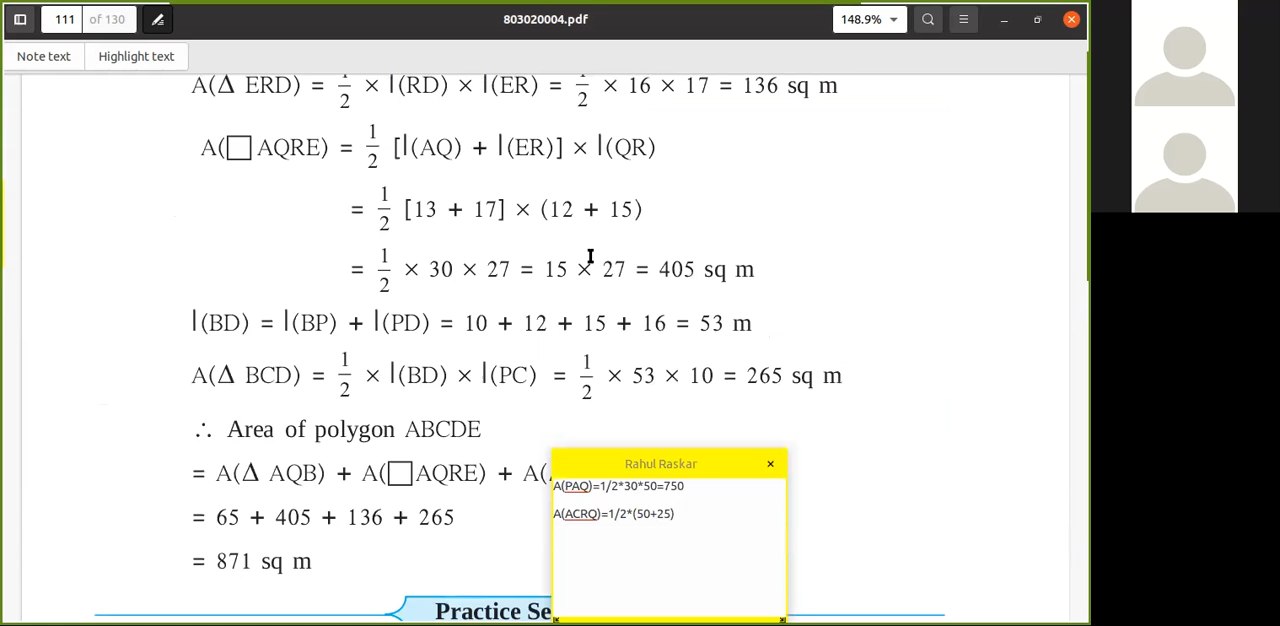 111 of 130 803020004.pdf 148.9%
Note text Highlight text
A(Δ ERD) = 1/2 × l(RD) × l(ER) = 1/2 × 16 × 17 = 136 sq m
A(□AQRE) = 1/2 [l(AQ) + l(ER)] × l(QR)
= 1/2 [13 + 17] × (12 + 15)
= 1/2 × 30 × 27 = 15 × 27 = 405 sq m
l(BD) = l(BP) + l(PD) = 10 + 12 + 15 + 16 = 53 m
A(Δ BCD) = 1/2 × l(BD) × l(PC) = 1/2 × 53 × 10 = 265 sq m
∴ Area of polygon ABCDE
= A(Δ AQB) + A(□AQRE) + A(
= 65 + 405 + 136 + 265
= 871 sq m
Practice Se
Rahul Raskar
A(PAQ)=1/2*30*50=750
A(ACRQ)=1/2*(50+25)